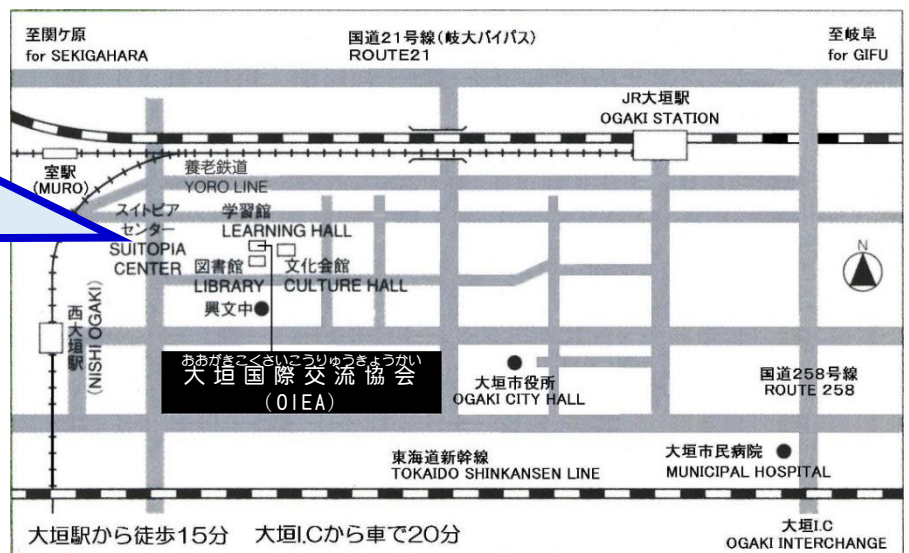 至関ケ原
for SEKIGAHARA
国道21号線(岐大バイパス)
ROUTE21
至岐阜
for GIFU
JR大垣駅
OGAKI STATION
室駅
(MURO)
養老鉄道
YORO LINE
スイトピア
センター
SUITOPIA
CENTER
学習館
LEARNING HALL
図書館
LIBRARY
文化会館
CULTURE HALL
N
興文中
西大垣駅
(NISHI OGAKI)
おおがきこくさいこうりゅうきょうかい
大垣国際交流協会
(OIEA)
大垣市役所
OGAKI CITY HALL
国道258号線
ROUTE 258
東海道新幹線
TOKAIDO SHINKANSEN LINE
大垣市民病院
MUNICIPAL HOSPITAL
大垣駅から徒歩15分 大垣I.Cから車で20分
大垣I.C
OGAKI INTERCHANGE